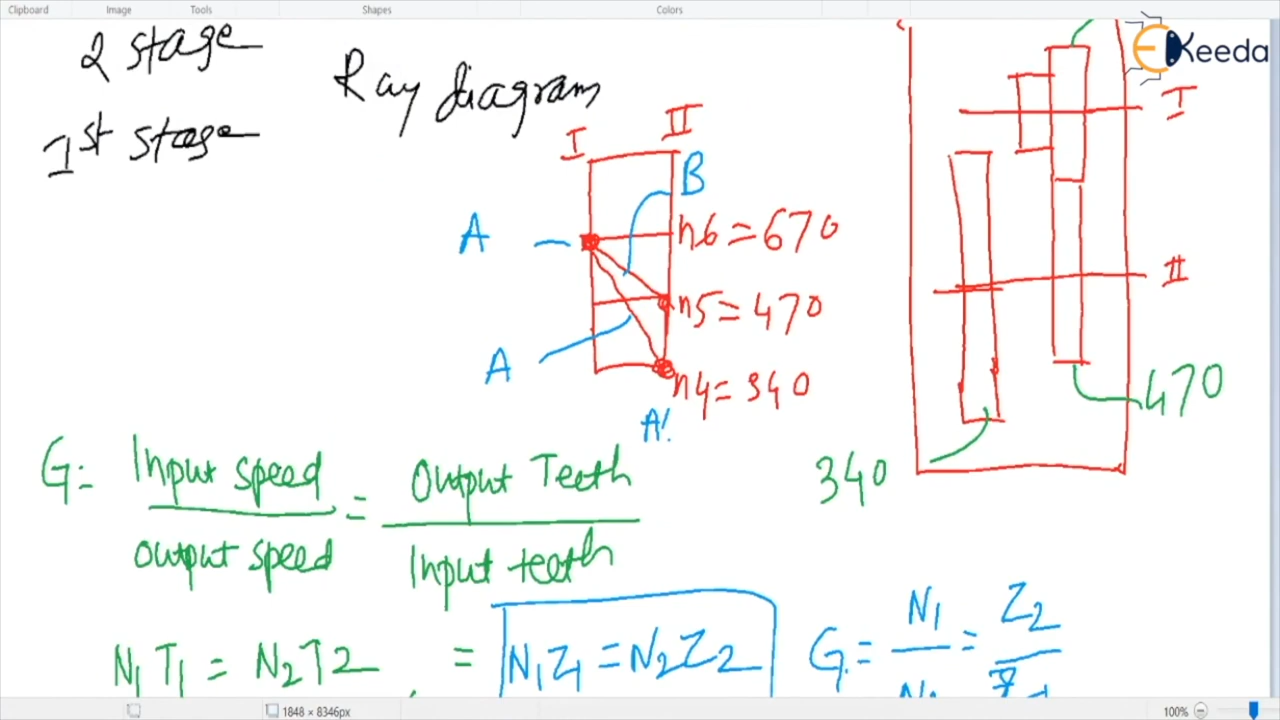 Clipboard
Image
Tools
Shapes
Colors
2 stage
1st stage
Ray diagram
I
II
A
B
n6 = 670
n5 = 470
A
n4 = 340
A!
Keeda
I
II
470
340
G = Input speed / output speed = Output Teeth / Input teeth
N1 T1 = N2 T2 = N1 Z1 = N2 Z2
G = N1 / N2 = Z2 / Z1
1848 × 8346px
100%